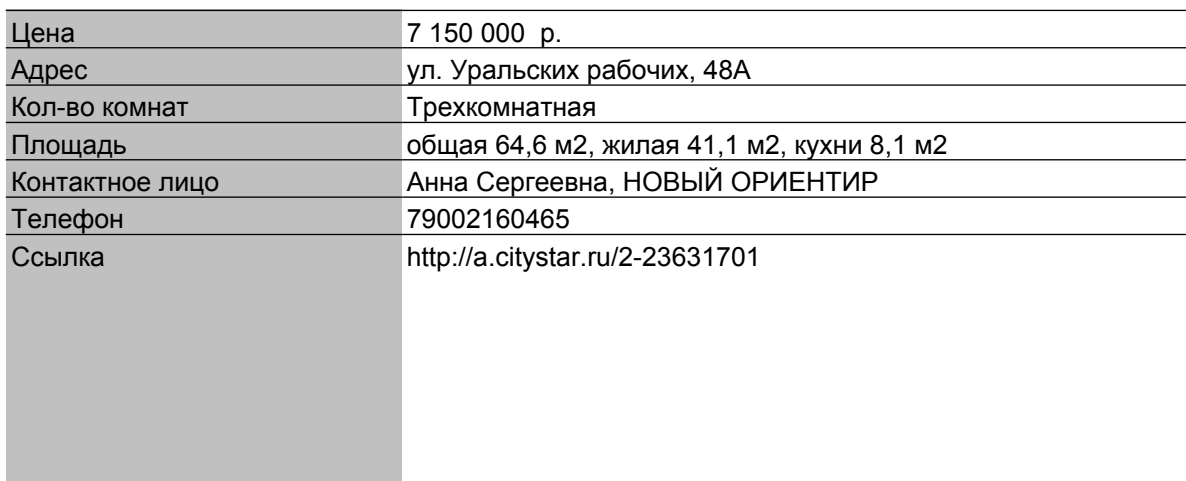 Цена 7 150 000 р.
Адрес ул. Уральских рабочих, 48А
Кол-во комнат Трехкомнатная
Площадь общая 64,6 м2, жилая 41,1 м2, кухни 8,1 м2
Контактное лицо Анна Сергеевна, НОВЫЙ ОРИЕНТИР
Телефон 79002160465
Ссылка http://a.citystar.ru/2-23631701